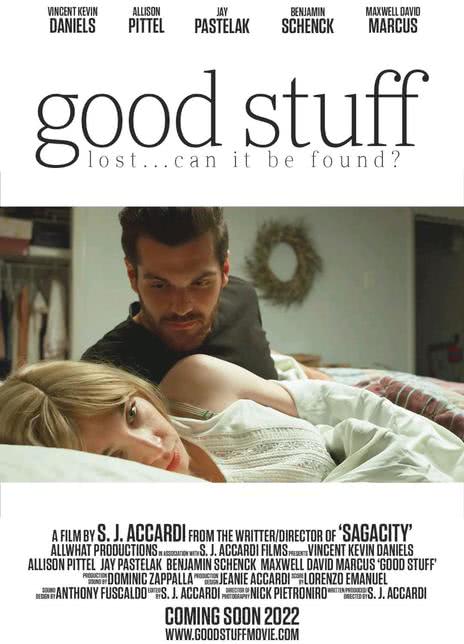 VINCENT KEVIN DANIELS
ALLISON PITTEL
JAY PASTELAK
BENJAMIN SCHENCK
MAXWELL DAVID MARCUS
good stuff
lost...can it be found?
A FILM BY S. J. ACCARDI FROM THE WRITTER/DIRECTOR OF 'SAGACITY'
ALLWHAT PRODUCTIONS IN ASSOCIATION WITH S. J. ACCARDI FILMS PRESENTS VINCENT KEVIN DANIELS
ALLISON PITTEL JAY PASTELAK BENJAMIN SCHENCK MAXWELL DAVID MARCUS 'GOOD STUFF'
PRODUCTION SOUND BY DOMINIC ZAPPALLA PRODUCTION DESIGN JEANIE ACCARDI SCORE BY LORENZO EMANUEL
SOUND DESIGN BY ANTHONY FUSCALDO EDITED BY S. J. ACCARDI DIRECTOR OF PHOTOGRAPHY NICK PIETRONIRO WRITTEN/PRODUCED DIRECTED BY S. J. ACCARDI
COMING SOON 2022
WWW.GOODSTUFFMOVIE.COM